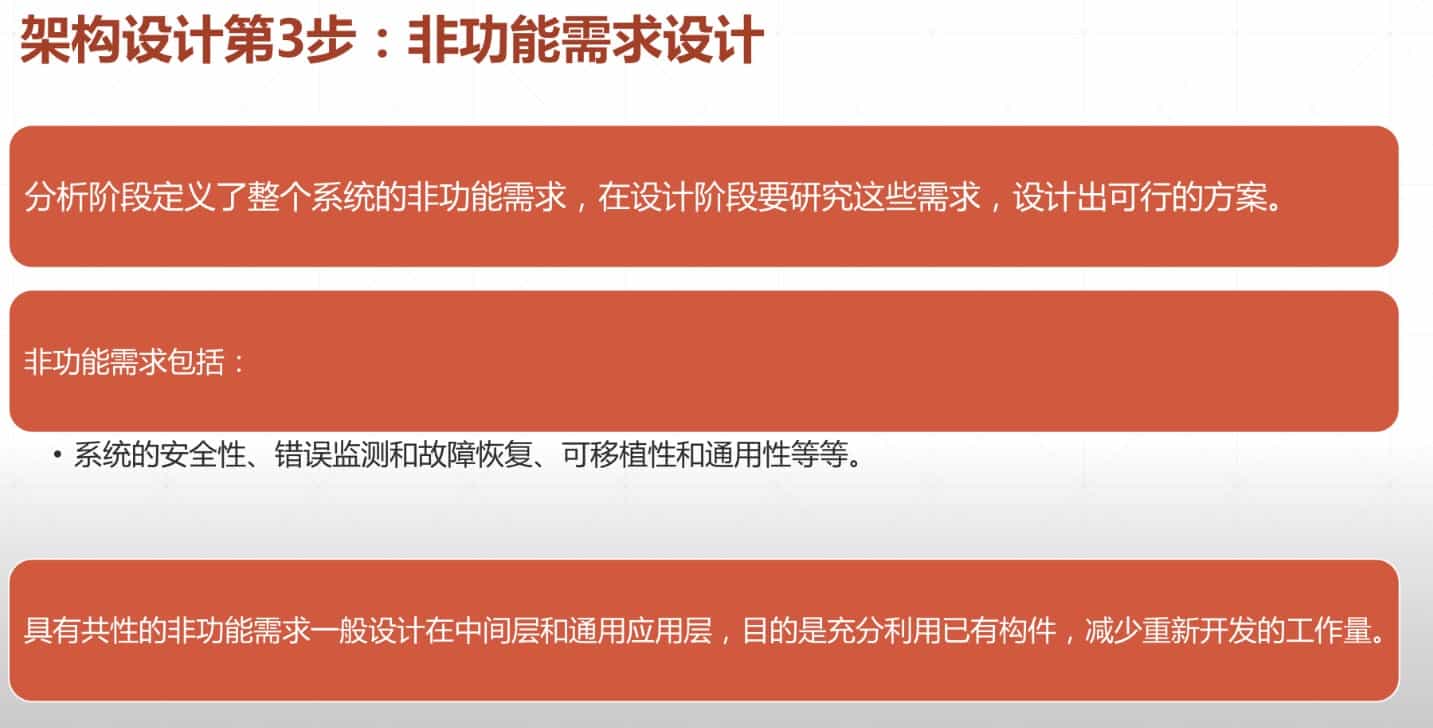 架构设计第3步：非功能需求设计
分析阶段定义了整个系统的非功能需求，在设计阶段要研究这些需求，设计出可行的方案。
非功能需求包括：
• 系统的安全性、错误监测和故障恢复、可移植性和通用性等等。
具有共性的非功能需求一般设计在中间层和通用应用层，目的是充分利用已有构件，减少重新开发的工作量。